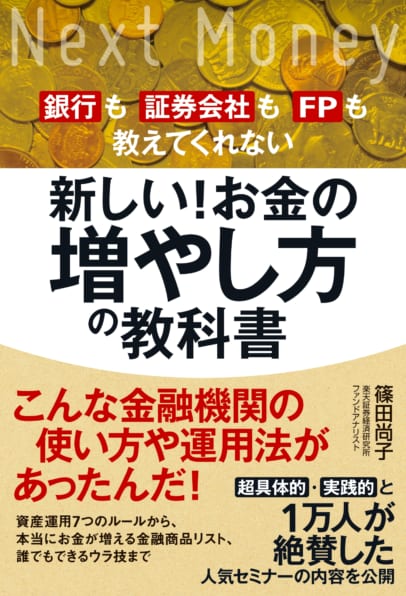 Next Money
銀行も 証券会社も FPも
教えてくれない
新しい!お金の
増やし方
の教科書
篠田尚子
楽天証券経済研究所
ファンドアナリスト
こんな金融機関の
使い方や運用法が
あったんだ!
資産運用7つのルールから、
本当にお金が増える金融商品リスト、
誰でもできるウラ技まで
超具体的・実践的と
1万人が
絶賛した
人気セミナーの内容を公開